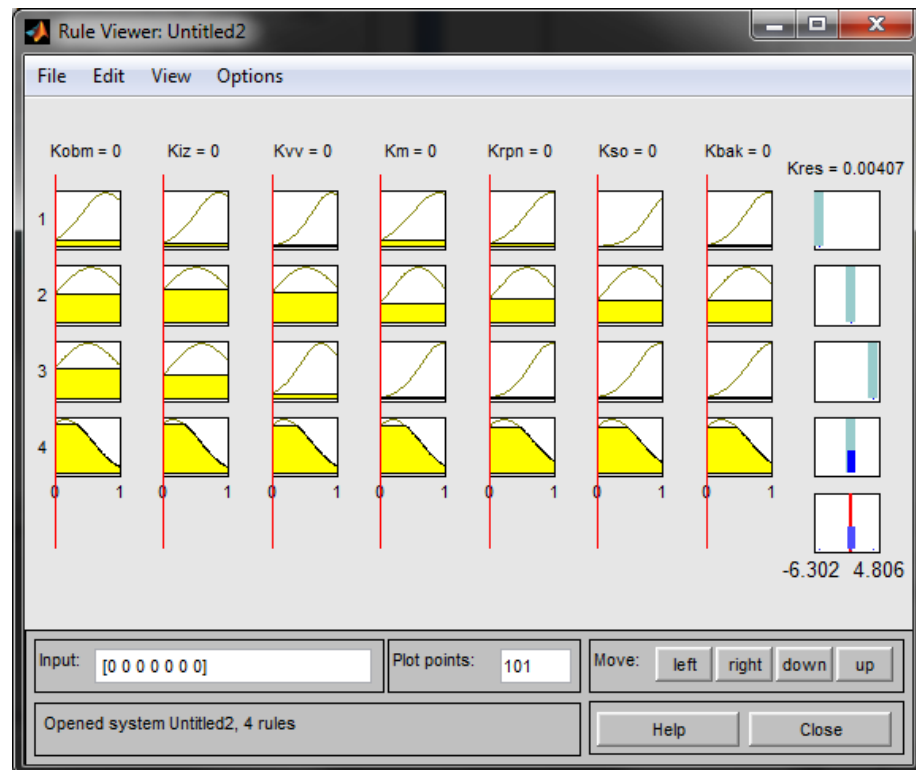 Rule Viewer: Untitled2
File Edit View Options
Kobm = 0 Kiz = 0 Kvv = 0 Km = 0 Krpn = 0 Kso = 0 Kbak = 0
Kres = 0.00407
1
2
3
4
0 1 0 1 0 1 0 1 0 1 0 1 0 1
-6.302 4.806
Input: [0 0 0 0 0 0 0] Plot points: 101 Move: left right down up
Opened system Untitled2, 4 rules Help Close